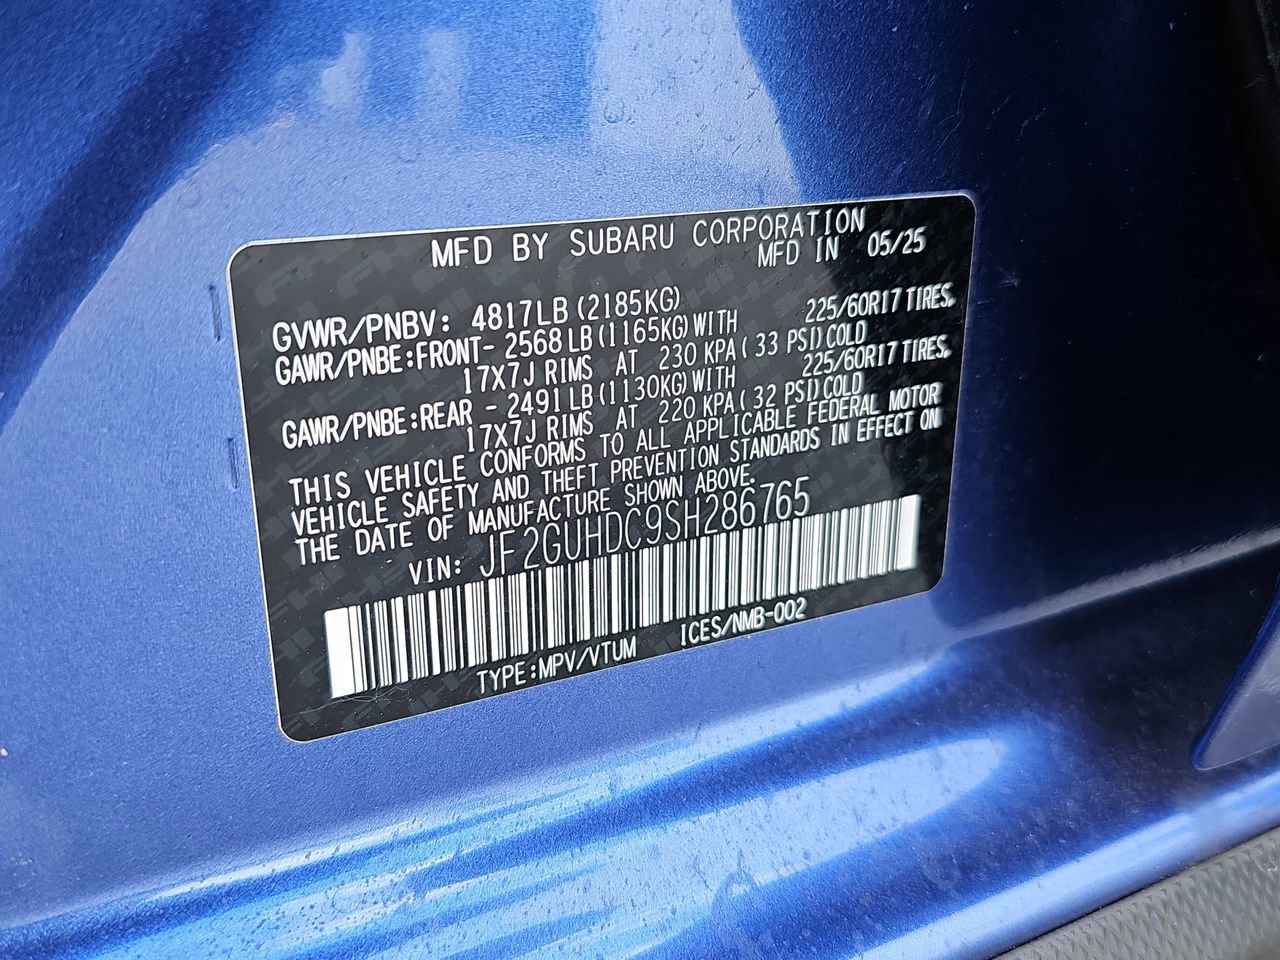 MFD BY SUBARU CORPORATION
MFD IN 05/25
GVWR/PNBV: 4817LB (2185KG)
GAWR/PNBE:FRONT- 2568 LB (1165KG) WITH 225/60R17 TIRES,
17X7J RIMS AT 230 KPA( 33 PSI) COLD
GAWR/PNBE:REAR - 2491 LB (1130KG) WITH 225/60R17 TIRES,
17X7J RIMS AT 220 KPA( 32 PSI) COLD
THIS VEHICLE CONFORMS TO ALL APPLICABLE FEDERAL MOTOR
VEHICLE SAFETY AND THEFT PREVENTION STANDARDS IN EFFECT ON
THE DATE OF MANUFACTURE SHOWN ABOVE.
VIN: JF2GUHDC9SH286765
TYPE:MPV/VTUM ICES/NMB-002